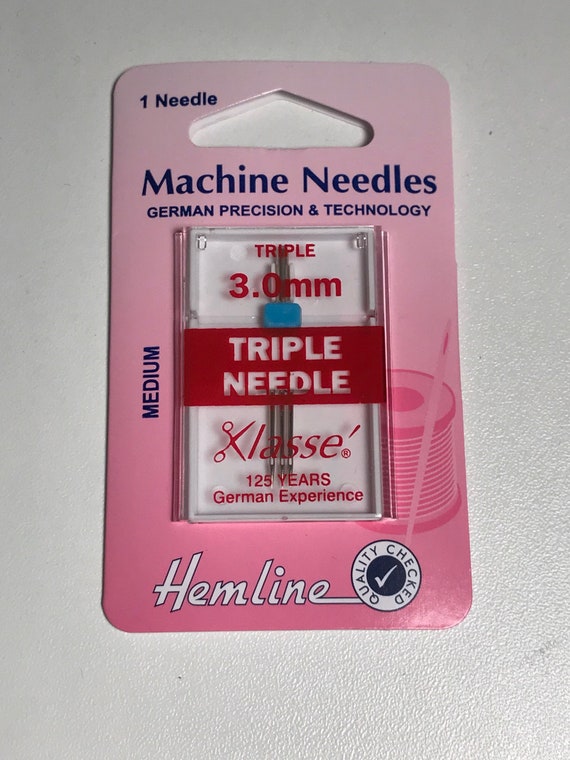 1 Needle
Machine Needles
GERMAN PRECISION & TECHNOLOGY
TRIPLE
3.0mm
TRIPLE
NEEDLE
MEDIUM
Klassé®
125 YEARS
German Experience
Hemline
QUALITY CHECKED